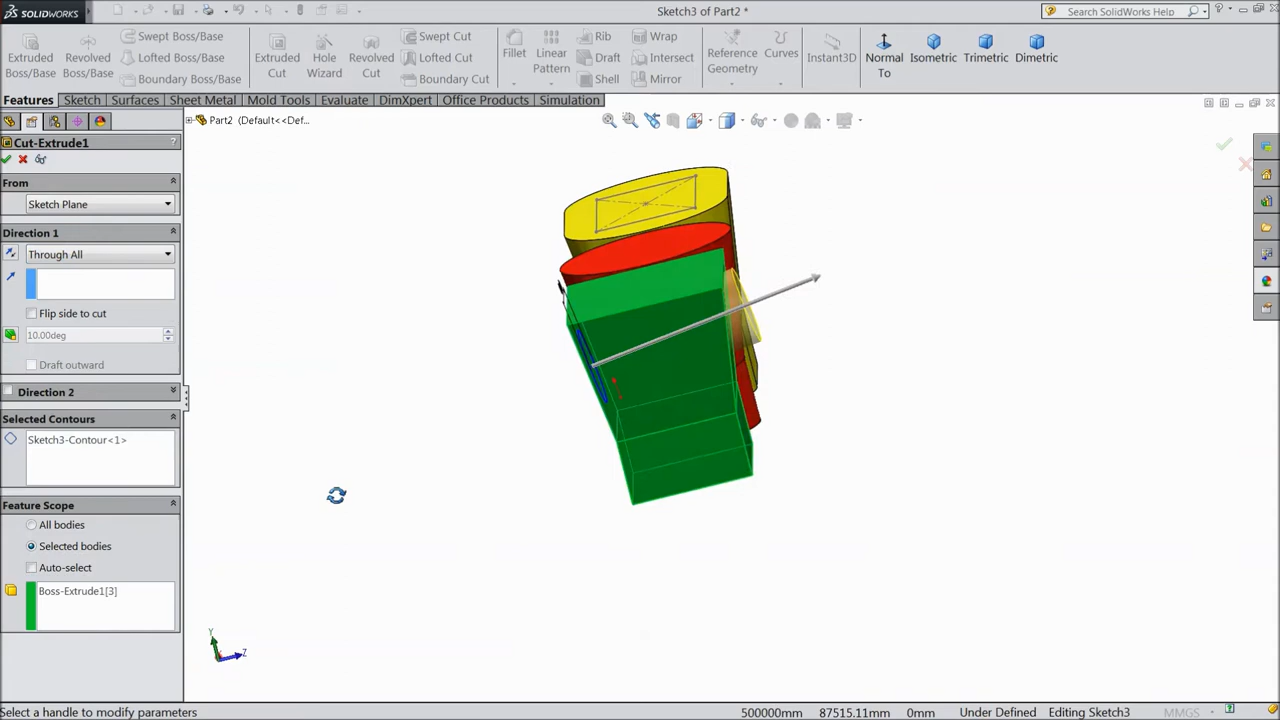 SOLIDWORKS
Sketch3 of Part2 *
Search SolidWorks Help
Extruded Boss/Base
Revolved Boss/Base
Swept Boss/Base
Lofted Boss/Base
Boundary Boss/Base
Extruded Cut
Hole Wizard
Revolved Cut
Swept Cut
Lofted Cut
Boundary Cut
Fillet
Linear Pattern
Rib
Draft
Shell
Wrap
Intersect
Mirror
Reference Geometry
Curves
Instant3D
Normal To
Isometric
Trimetric
Dimetric
Features
Sketch
Surfaces
Sheet Metal
Mold Tools
Evaluate
DimXpert
Office Products
Simulation
Part2 (Default<<Def...
Cut-Extrude1
?
From
Sketch Plane
Direction 1
Through All
Flip side to cut
10.00deg
Draft outward
Direction 2
Selected Contours
Sketch3-Contour<1>
Feature Scope
All bodies
Selected bodies
Auto-select
Boss-Extrude1[3]
Y
Z
Select a handle to modify parameters
500000mm
87515.11mm
0mm
Under Defined
Editing Sketch3
MMGS